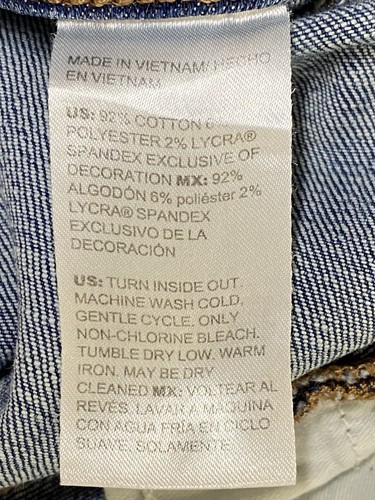 MADE IN VIETNAM/ HECHO
EN VIETNAM
US: 92% COTTON 6%
POLYESTER 2% LYCRA®
SPANDEX EXCLUSIVE OF
DECORATION MX: 92%
ALGODÓN 6% poliéster 2%
LYCRA® SPANDEX
EXCLUSIVO DE LA
DECORACIÓN
US: TURN INSIDE OUT.
MACHINE WASH COLD,
GENTLE CYCLE. ONLY
NON-CHLORINE BLEACH.
TUMBLE DRY LOW. WARM
IRON. MAY BE DRY
CLEANED MX: VOLTEAR AL
REVÉS. LAVAR A MÁQUINA
CON AGUA FRÍA EN CICLO
SUAVE. SOLAMENTE